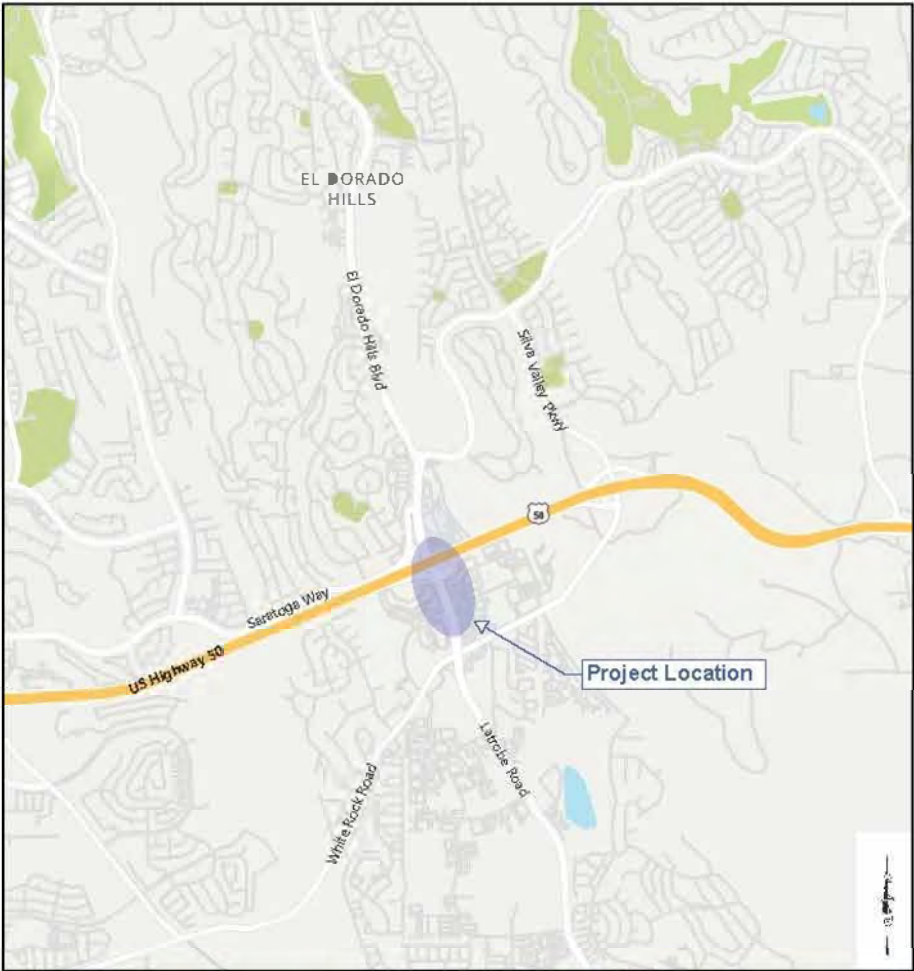 EL DORADO
HILLS
El Dorado Hills Blvd
Silva Valley Pkwy
50
Saratoga Way
US Highway 50
Project Location
Latrobe Road
White Rock Road